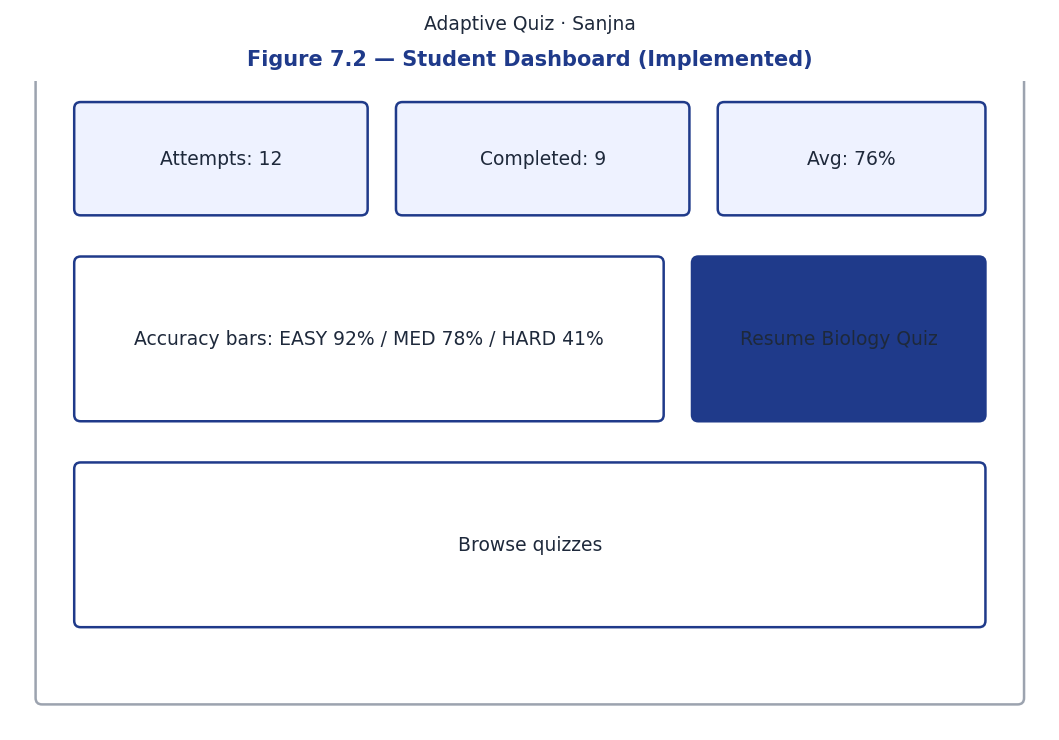 Adaptive Quiz · Sanjna
Figure 7.2 — Student Dashboard (Implemented)
Attempts: 12
Completed: 9
Avg: 76%
Accuracy bars: EASY 92% / MED 78% / HARD 41%
Resume Biology Quiz
Browse quizzes